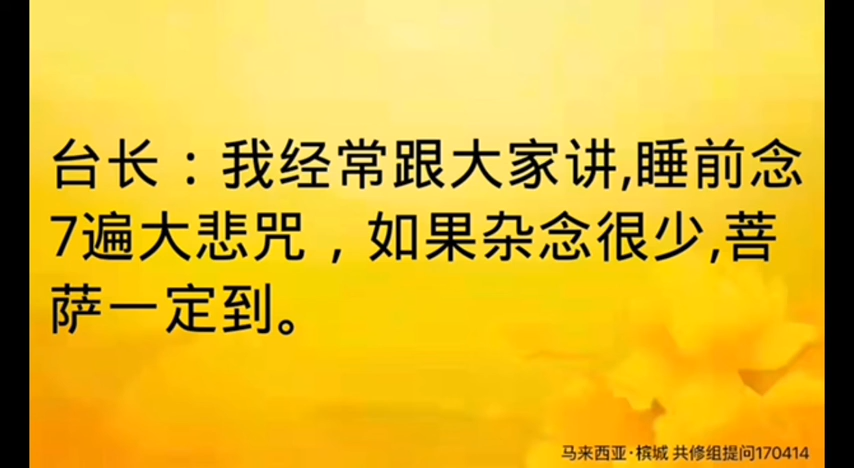 台长：我经常跟大家讲,睡前念
7遍大悲咒，如果杂念很少,菩
萨一定到。
马来西亚·槟城 共修组提问170414